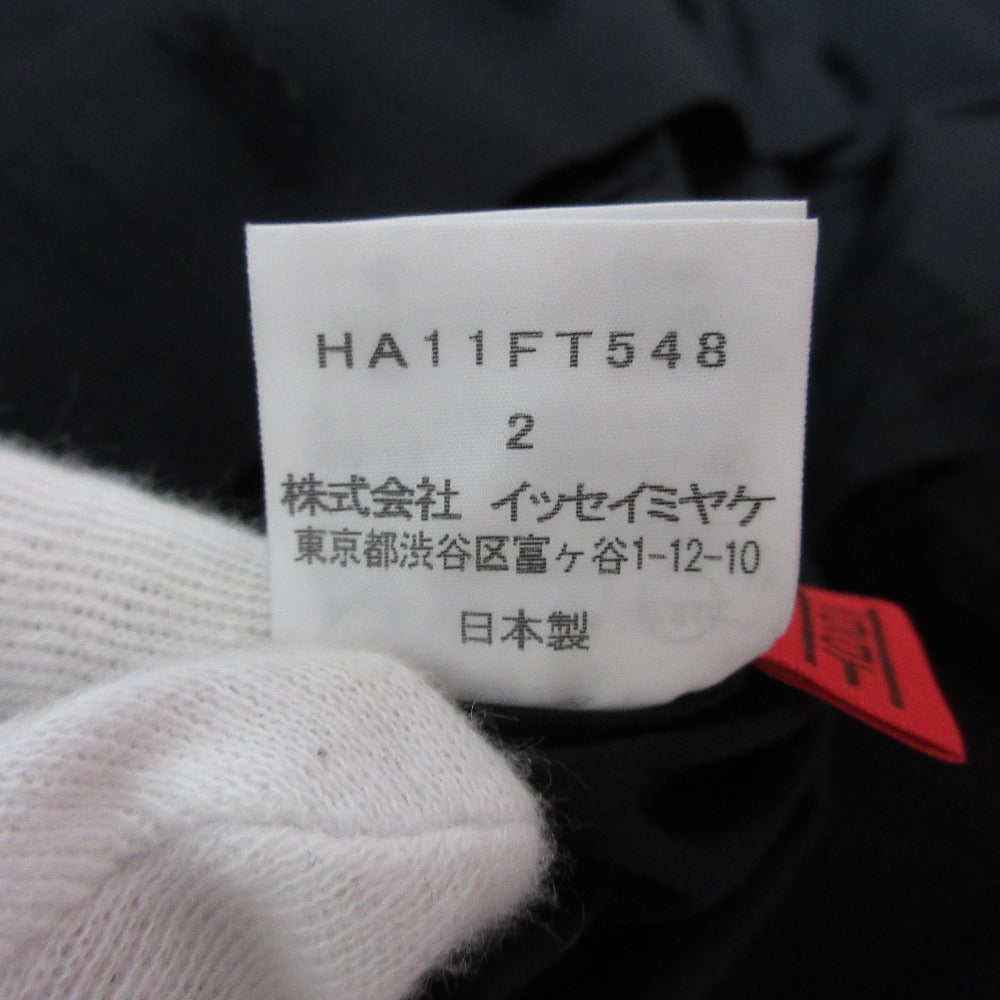 HA11FT548
2
株式会社 イッセイミヤケ
東京都渋谷区富ヶ谷1-12-10
日本製